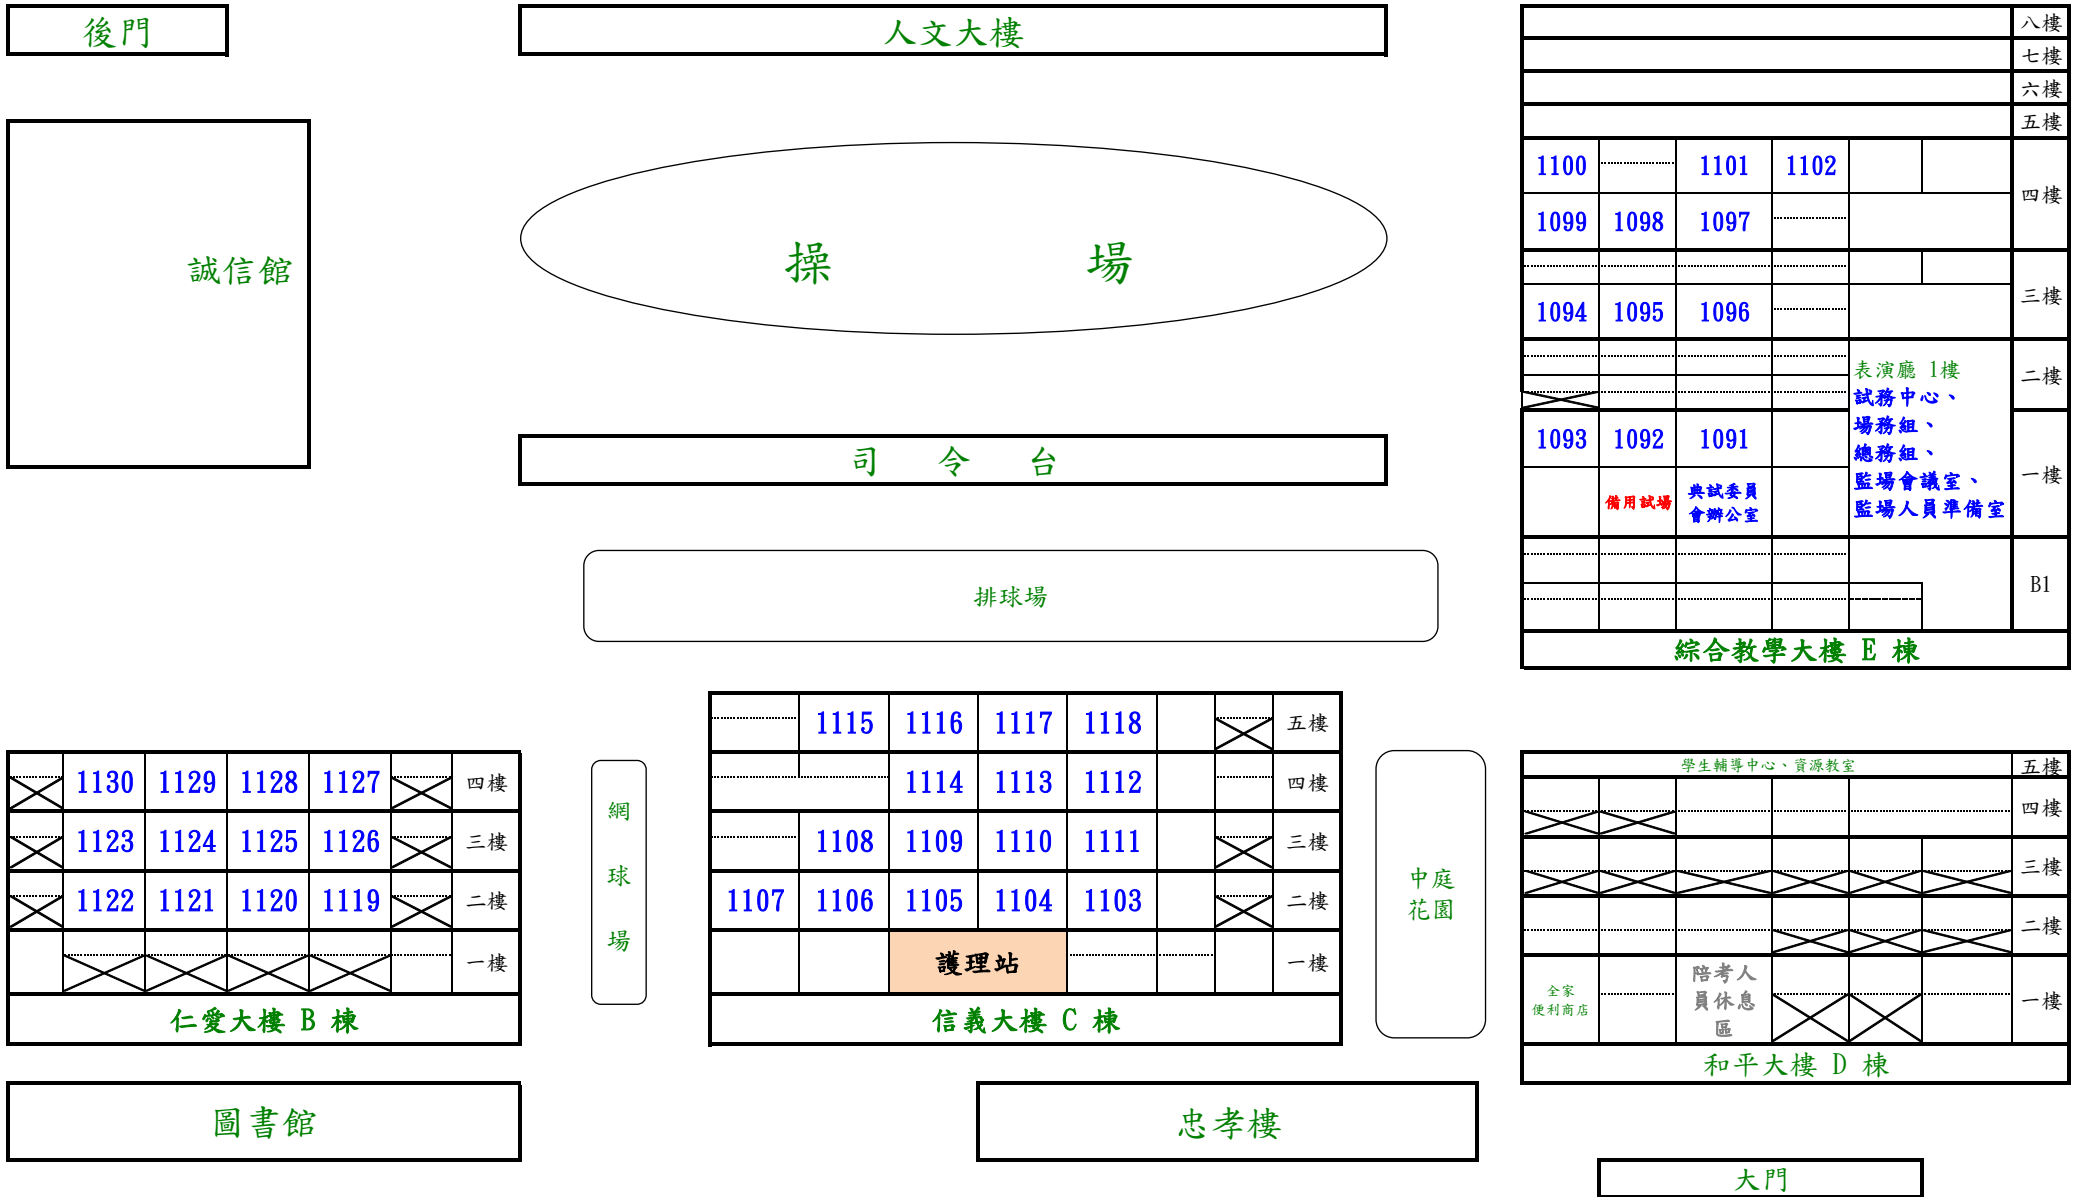 後門
人文大樓
誠信館
操 場
司 令 台
排球場
八樓
七樓
六樓
五樓
1100 1101 1102
四樓
1099 1098 1097
三樓
1094 1095 1096
二樓
表演廳 1樓
試務中心、
場務組、
總務組、
監場會議室、
監場人員準備室
1093 1092 1091
一樓
備用試場
典試委員
會辦公室
B1
綜合教學大樓 E 棟
1130 1129 1128 1127 四樓
1123 1124 1125 1126 三樓
1122 1121 1120 1119 二樓
一樓
仁愛大樓 B 棟
網
球
場
1115 1116 1117 1118 五樓
1114 1113 1112 四樓
1108 1109 1110 1111 三樓
1107 1106 1105 1104 1103 二樓
護理站 一樓
信義大樓 C 棟
中庭
花園
學生輔導中心、資源教室 五樓
四樓
三樓
二樓
全家
便利商店
陪考人
員休息
區
一樓
和平大樓 D 棟
圖書館
忠孝樓
大門